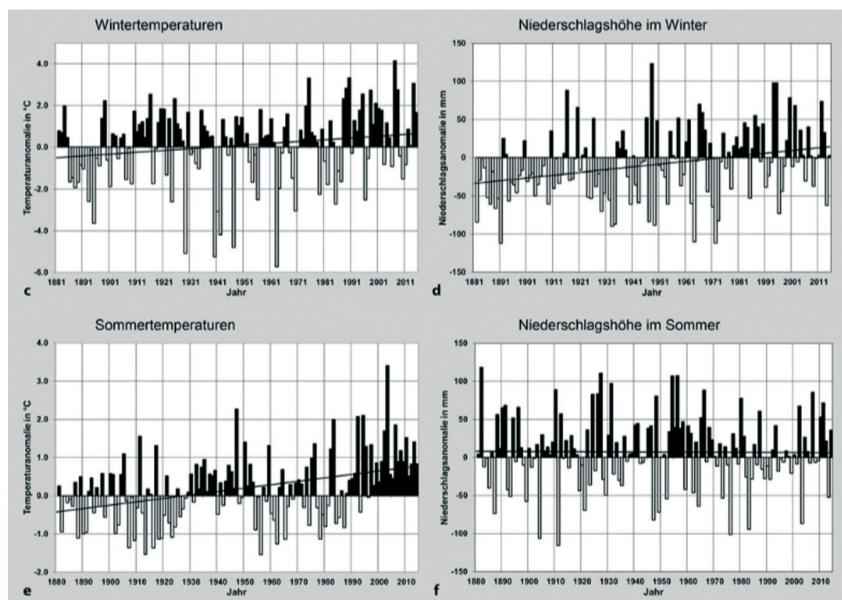 Wintertemperaturen
Temperaturanomalie in °C
4.0
2.0
0.0
-2.0
-4.0
-6.0
1881 1891 1901 1911 1921 1931 1941 1951 1961 1971 1981 1991 2001 2011
Jahr
c
Niederschlagshöhe im Winter
Niederschlagsanomalie in mm
150
100
50
0
-50
-100
-150
1881 1891 1901 1911 1921 1931 1941 1951 1961 1971 1981 1991 2001 2011
Jahr
d
Sommertemperaturen
Temperaturanomalie in °C
4.0
3.0
2.0
1.0
0.0
-1.0
-2.0
1880 1890 1900 1910 1920 1930 1940 1950 1960 1970 1980 1990 2000 2010
Jahr
e
Niederschlagshöhe im Sommer
Niederschlagsanomalie in mm
150
100
50
0
-50
-100
-150
1880 1890 1900 1910 1920 1930 1940 1950 1960 1970 1980 1990 2000 2010
Jahr
f